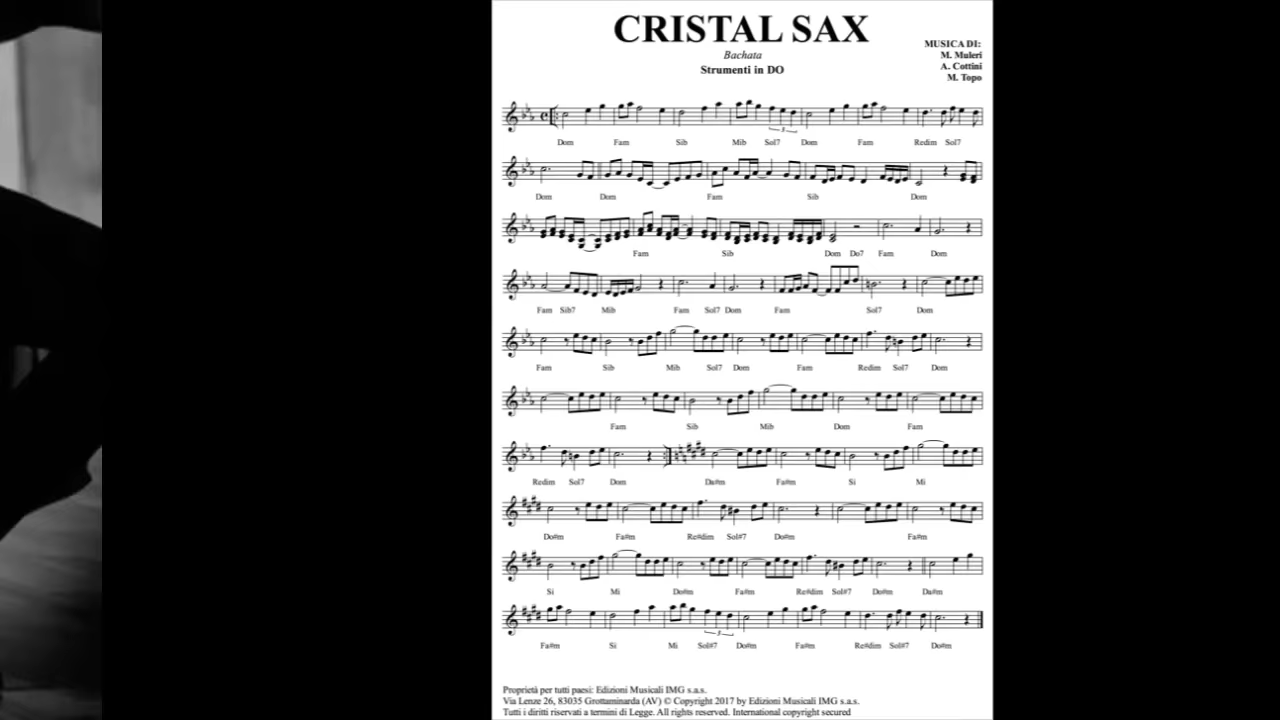 CRISTAL SAX
Bachata
Strumenti in DO
MUSICA DI:
M. Muleri
A. Cottini
M. Topo
3
Dom Fam Sib Mib Sol7 Dom Fam Redim Sol7
Dom Dom Fam Sib Dom
Fam Sib Dom Do7 Fam Dom
Fam Sib7 Mib Fam Sol7 Dom Fam Sol7 Dom
Fam Sib Mib Sol7 Dom Fam Redim Sol7 Dom
Fam Sib Mib Dom Fam
Redim Sol7 Dom Da#m Fa#m Si Mi
Do#m Fa#m Re#dim Sol#7 Do#m Fa#m
Si Mi Do#m Fa#m Re#dim Sol#7 Do#m Da#m
3
Fa#m Si Mi Sol#7 Do#m Fa#m Re#dim Sol#7 Do#m
Proprietà per tutti paesi: Edizioni Musicali IMG s.a.s.
Via Lenze 26, 83035 Grottaminarda (AV) © Copyright 2017 by Edizioni Musicali IMG s.a.s.
Tutti i diritti riservati a termini di Legge. All rights reserved. International copyright secured